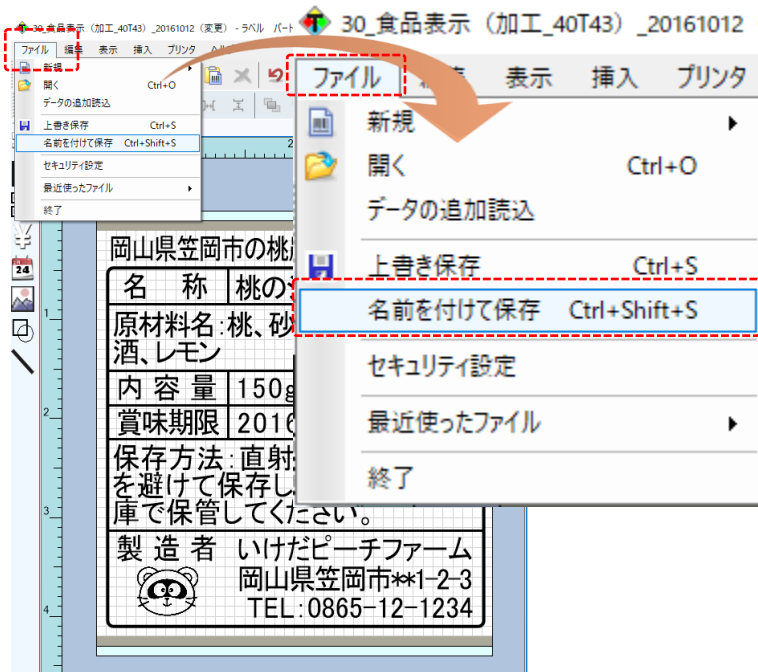 30_食品表示（加工_40T43）_20161012（変更） - ラベル パート
ファイル 編集 表示 挿入 プリンタ
新規
開く Ctrl+O
データの追加読込
上書き保存 Ctrl+S
名前を付けて保存 Ctrl+Shift+S
セキュリティ設定
最近使ったファイル
終了
30_食品表示（加工_40T43）_20161012
ファイル 表示 挿入 プリンタ
新規
開く Ctrl+O
データの追加読込
上書き保存 Ctrl+S
名前を付けて保存 Ctrl+Shift+S
セキュリティ設定
最近使ったファイル
終了
24
2
1
2
3
4
岡山県笠岡市の桃
名 称 桃の
原材料名:桃、砂
酒、レモン
内 容 量 150g
賞味期限 2016
保存方法:直射
を避けて保存し
庫で保管してください。
製 造 者 いけだピーチファーム
岡山県笠岡市**1-2-3
TEL:0865-12-1234